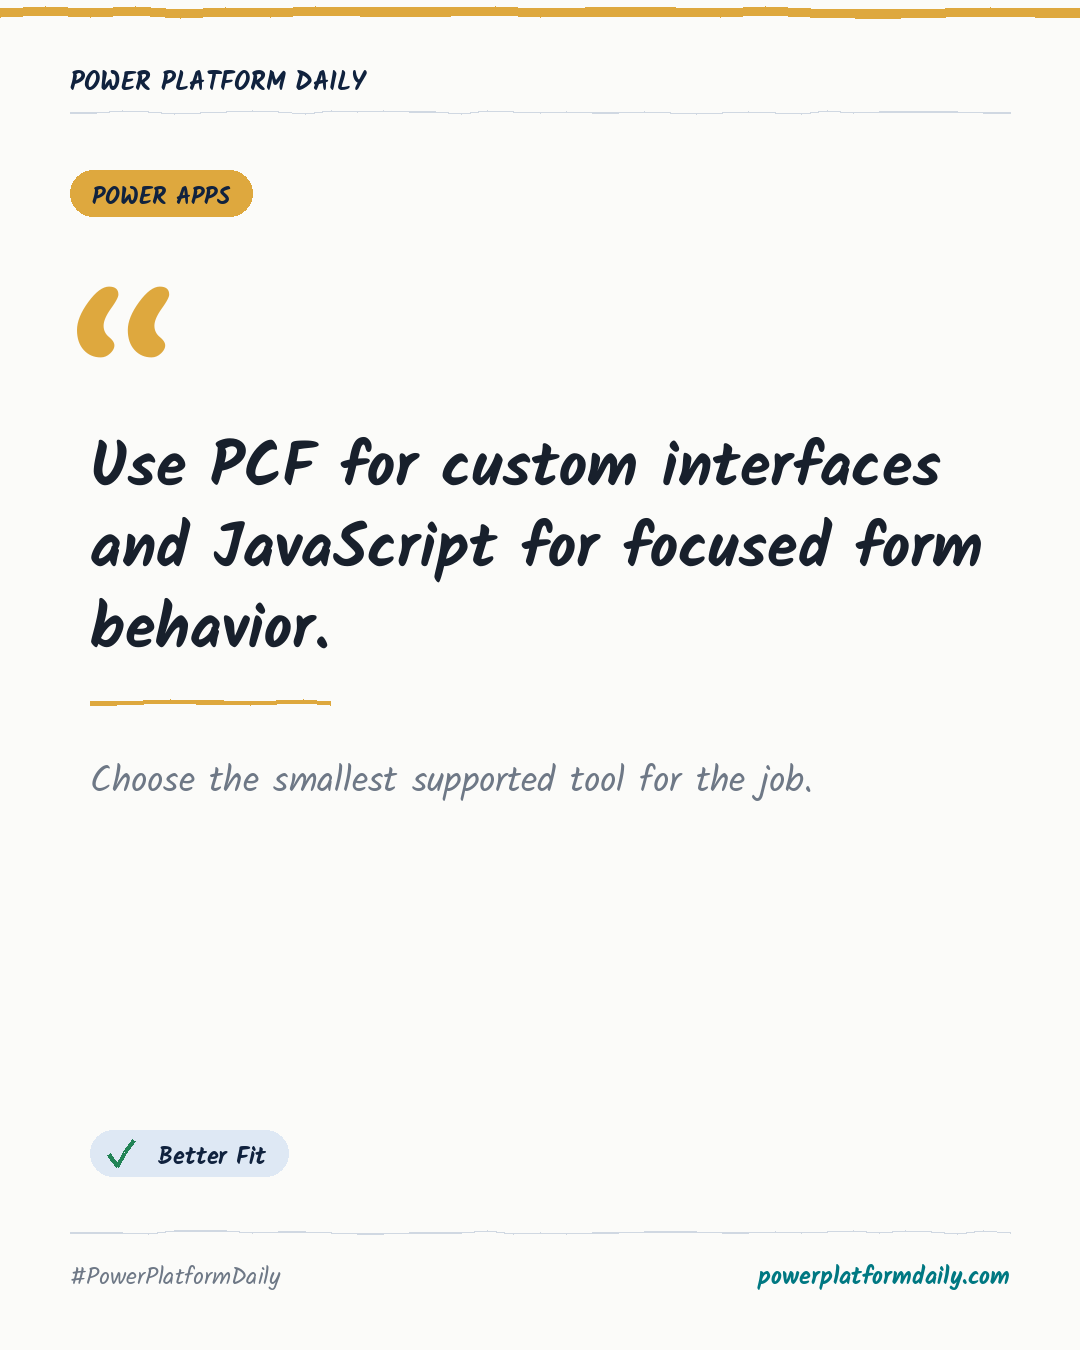 POWER PLATFORM DAILY
POWER APPS
“
Use PCF for custom interfaces
and JavaScript for focused form
behavior.
Choose the smallest supported tool for the job.
Better Fit
#PowerPlatformDaily
powerplatformdaily.com